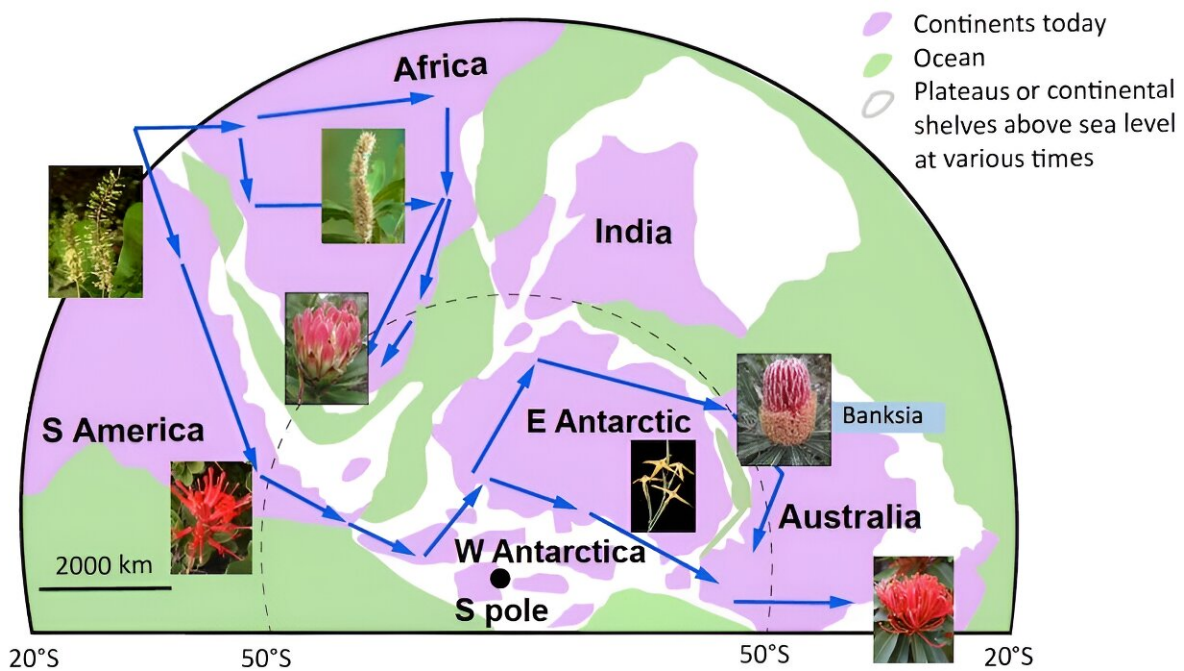 Continents today
Ocean
Plateaus or continental
shelves above sea level
at various times
Africa
India
S America
E Antarctic
Banksia
Australia
W Antarctica
2000 km
S pole
20°S
50°S
50°S
20°S